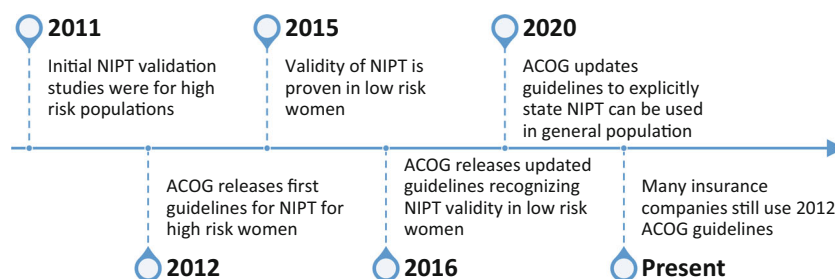 2011
Initial NIPT validation
studies were for high
risk populations
2015
Validity of NIPT is
proven in low risk
women
2020
ACOG updates
guidelines to explicitly
state NIPT can be used
in general population
ACOG releases first
guidelines for NIPT for
high risk women
2012
ACOG releases updated
guidelines recognizing
NIPT validity in low risk
women
2016
Many insurance
companies still use 2012
ACOG guidelines
Present